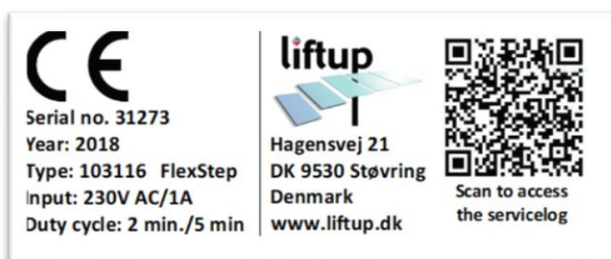 CE
Serial no. 31273
Year: 2018
Type: 103116 FlexStep
Input: 230V AC/1A
Duty cycle: 2 min./5 min
liftup
Hagensvej 21
DK 9530 Støvring
Denmark
www.liftup.dk
Scan to access
the servicelog